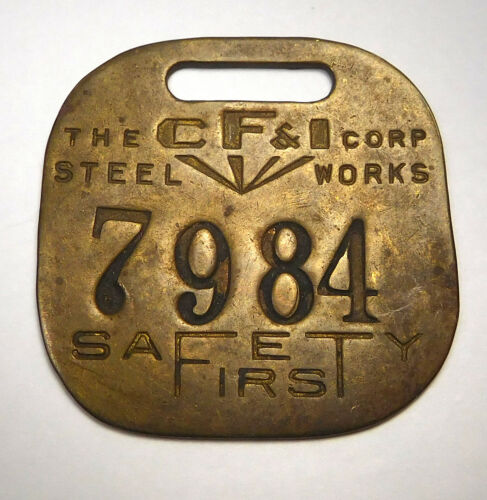 THE CF&I CORP
STEEL WORKS
7984
SAFETY
FIRST